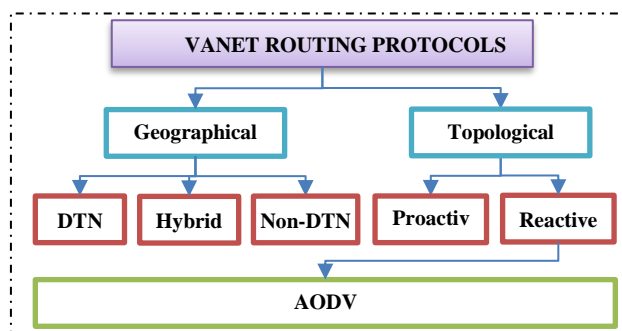 VANET ROUTING PROTOCOLS
Geographical
Topological
DTN
Hybrid
Non-DTN
Proactiv
Reactive
AODV